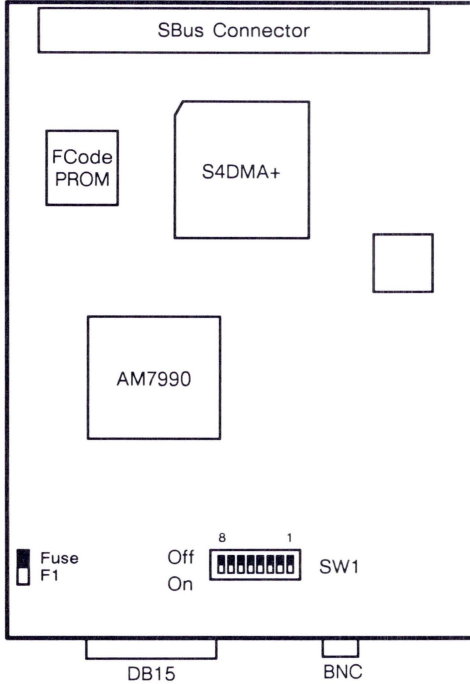 SBus Connector
FCode
PROM
S4DMA+
AM7990
8 1
Off
On
SW1
Fuse
F1
DB15
BNC